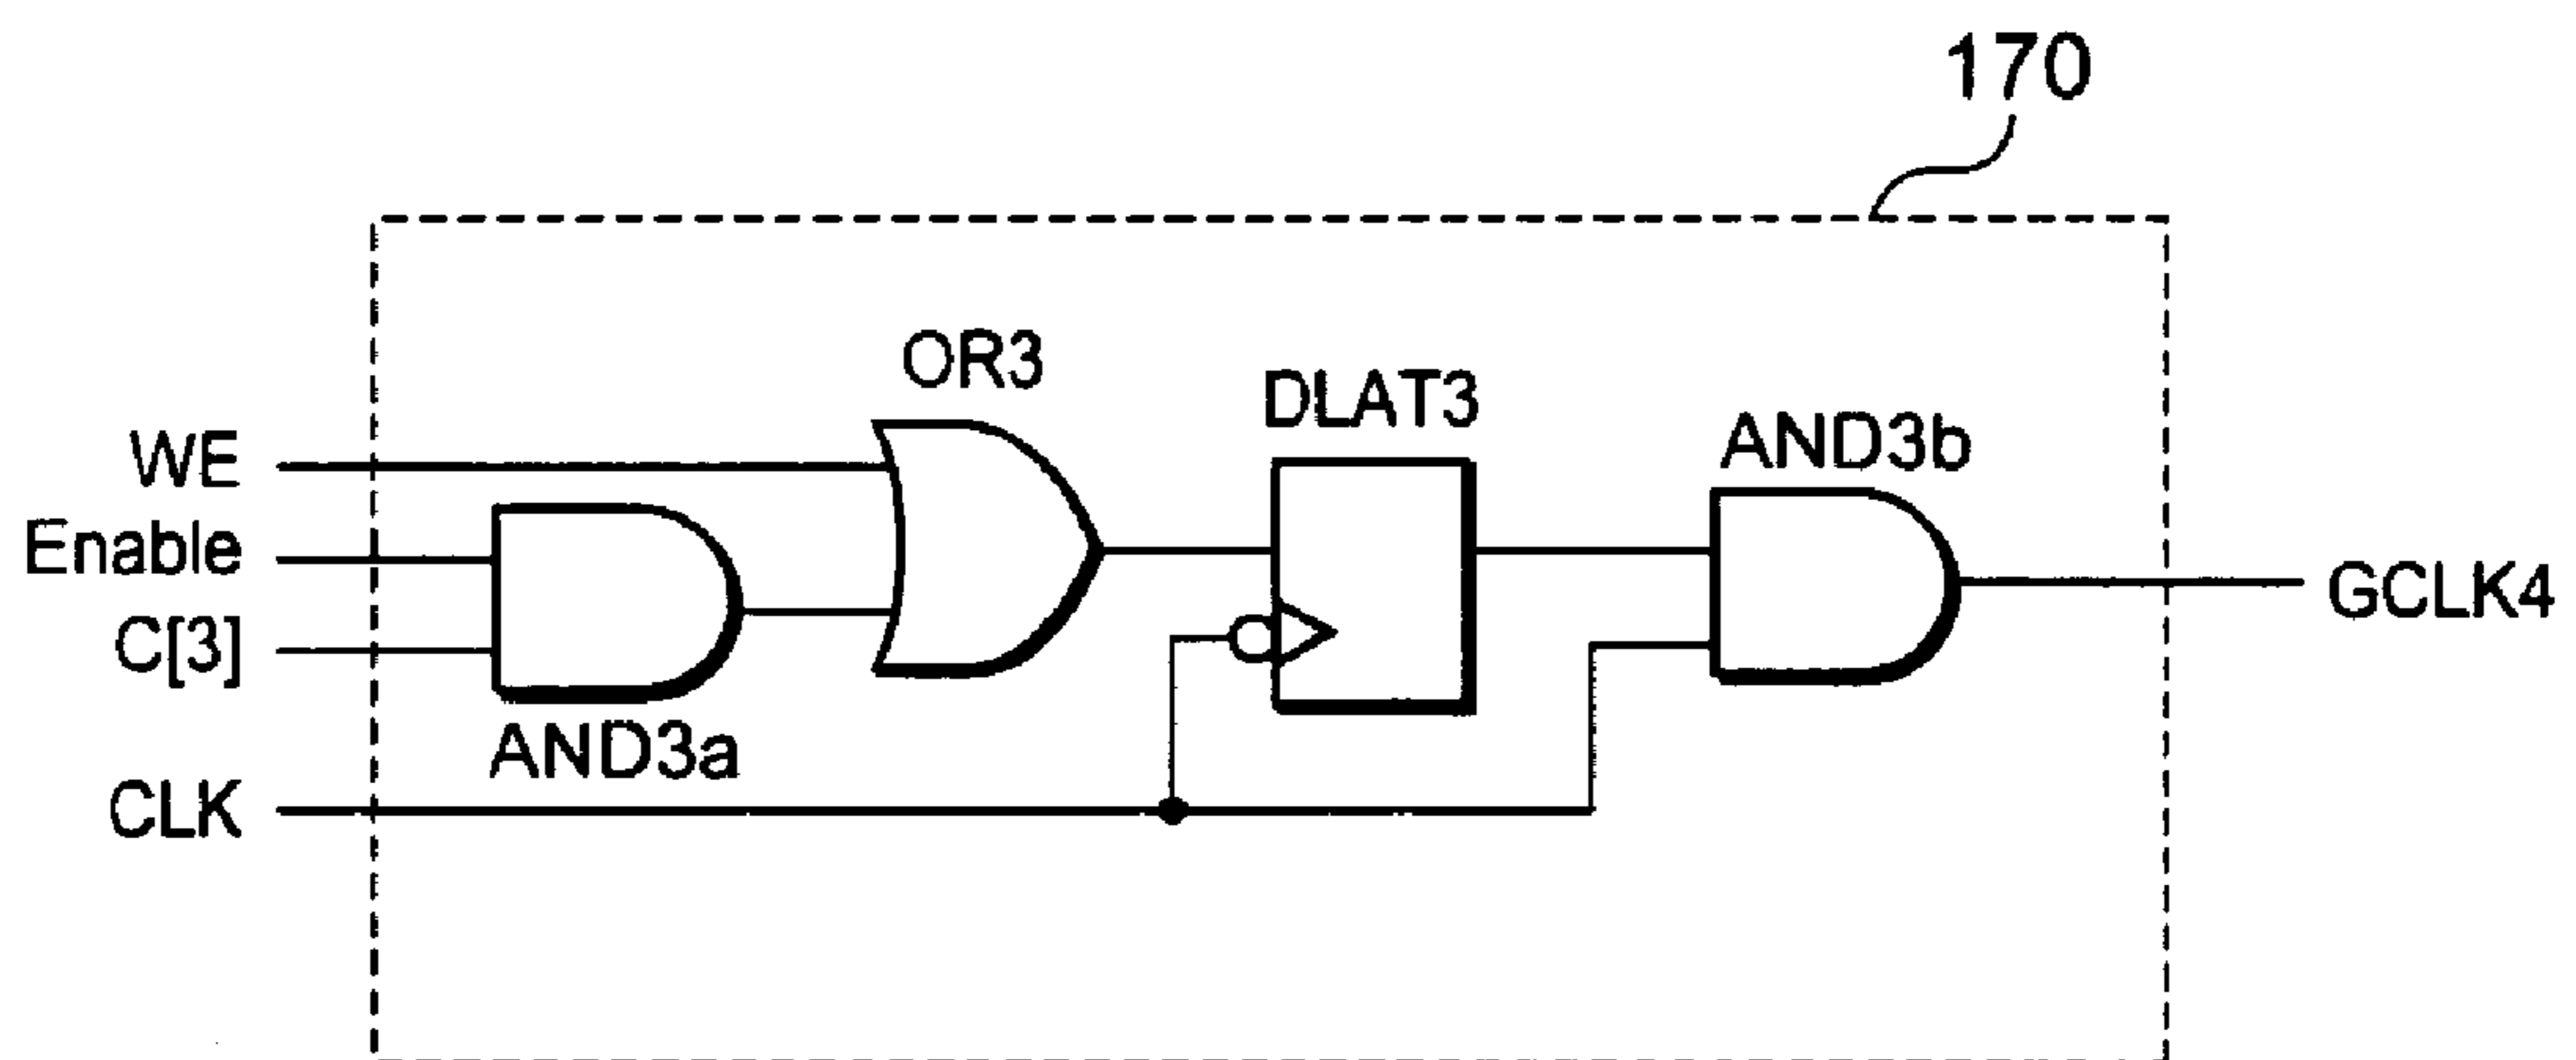 170
OR3
DLAT3
AND3b
WE
Enable
C[3]
AND3a
CLK
GCLK4